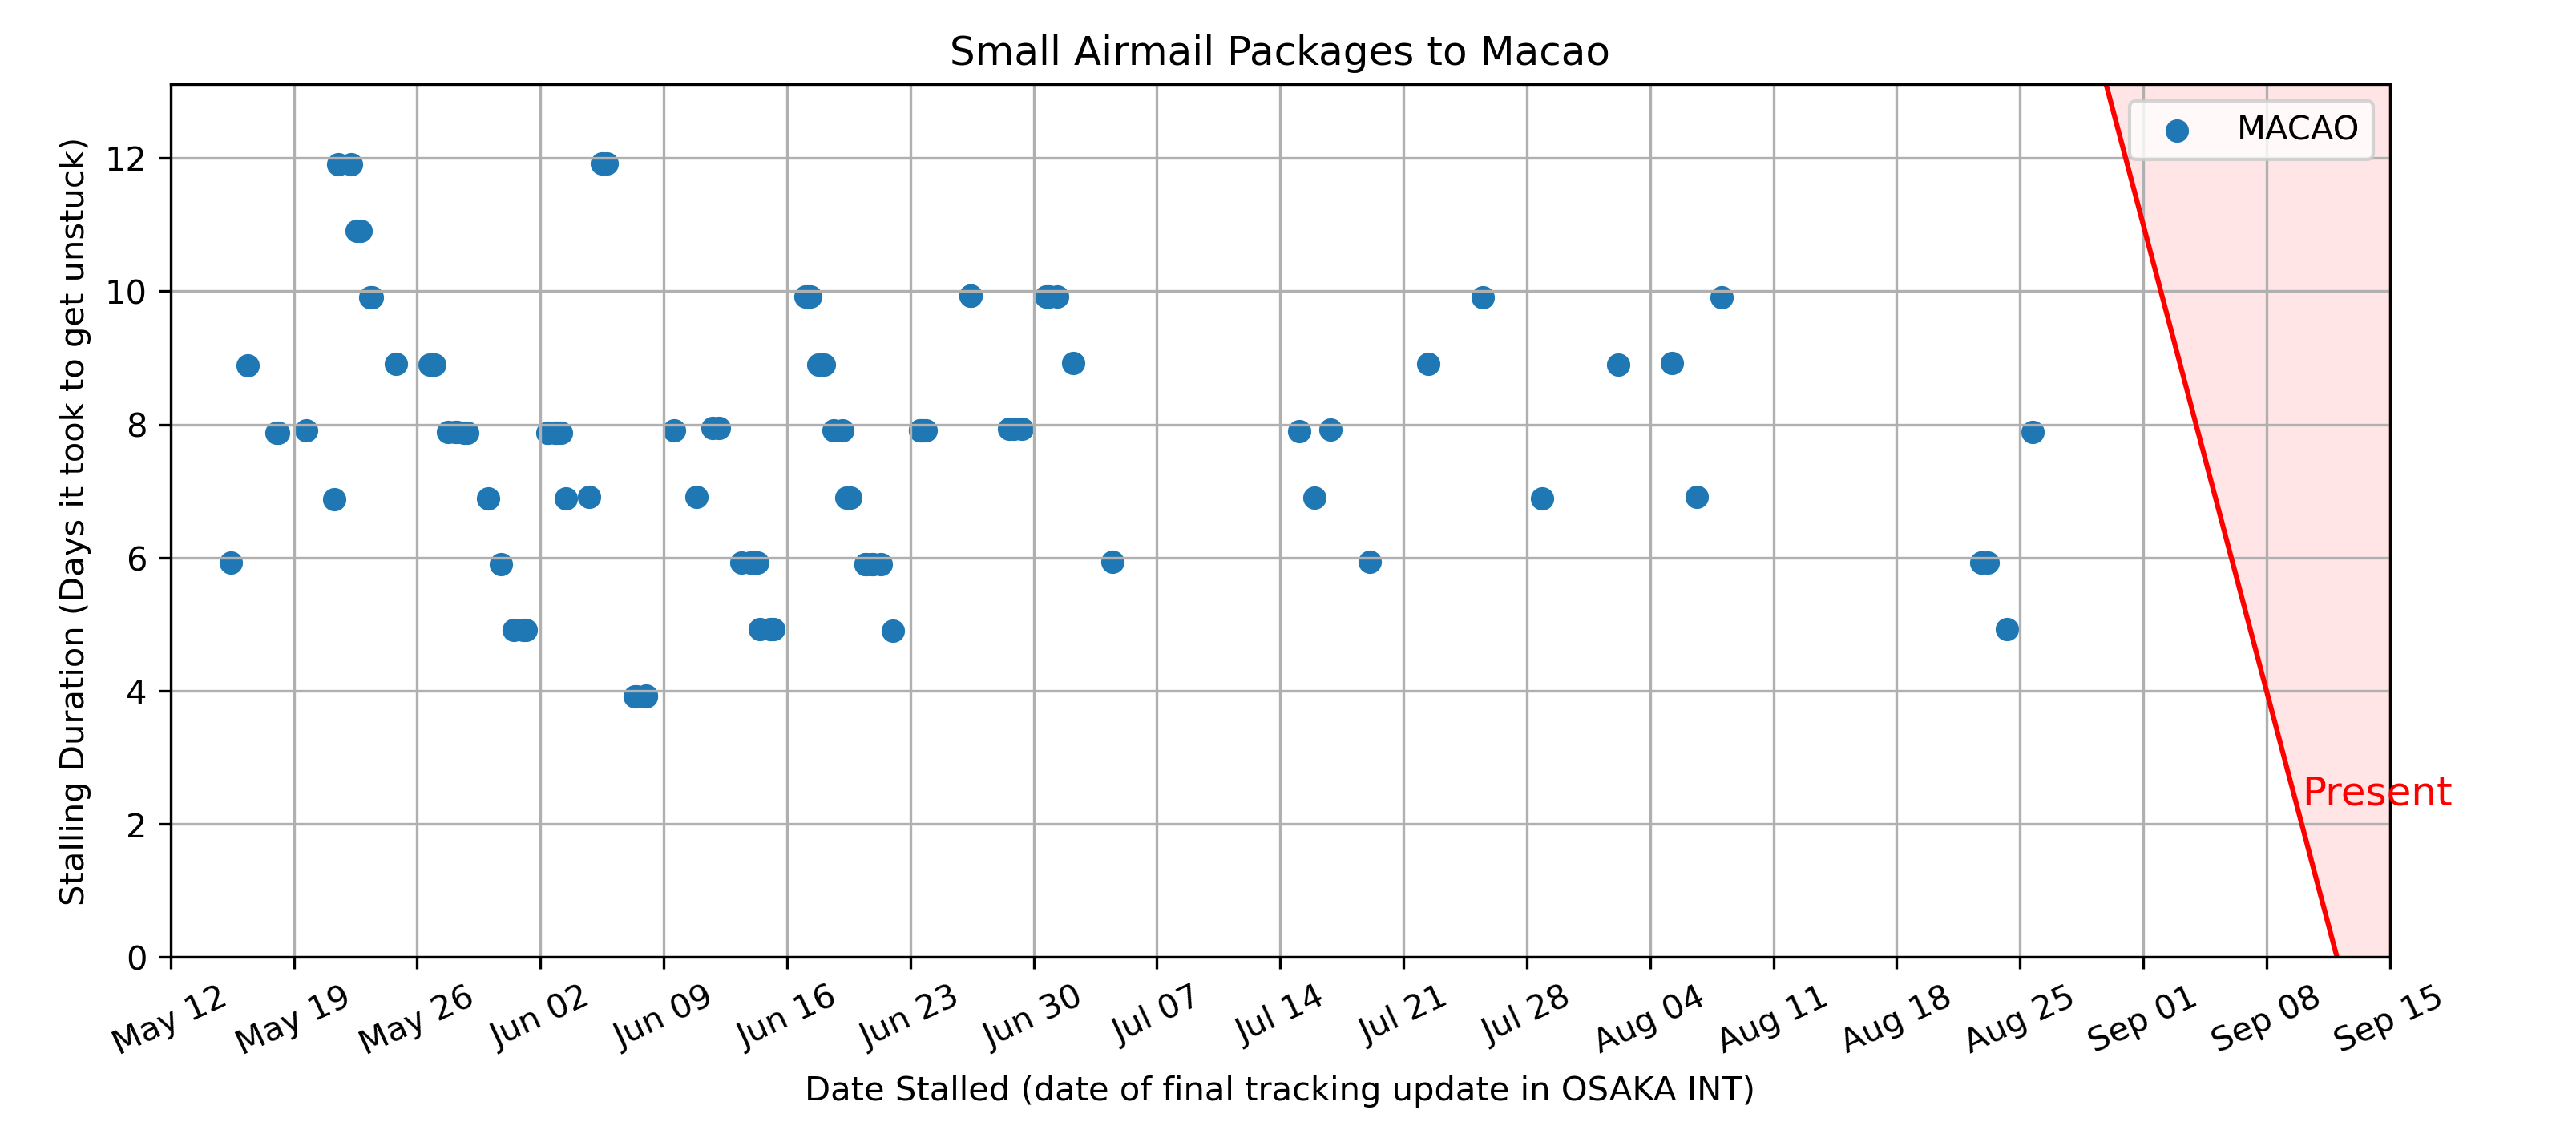 Small Airmail Packages to Macao
MACAO
Stalling Duration (Days it took to get unstuck)
12
10
8
6
4
2
0
Present
May 12
May 19
May 26
Jun 02
Jun 09
Jun 16
Jun 23
Jun 30
Jul 07
Jul 14
Jul 21
Jul 28
Aug 04
Aug 11
Aug 18
Aug 25
Sep 01
Sep 08
Sep 15
Date Stalled (date of final tracking update in OSAKA INT)